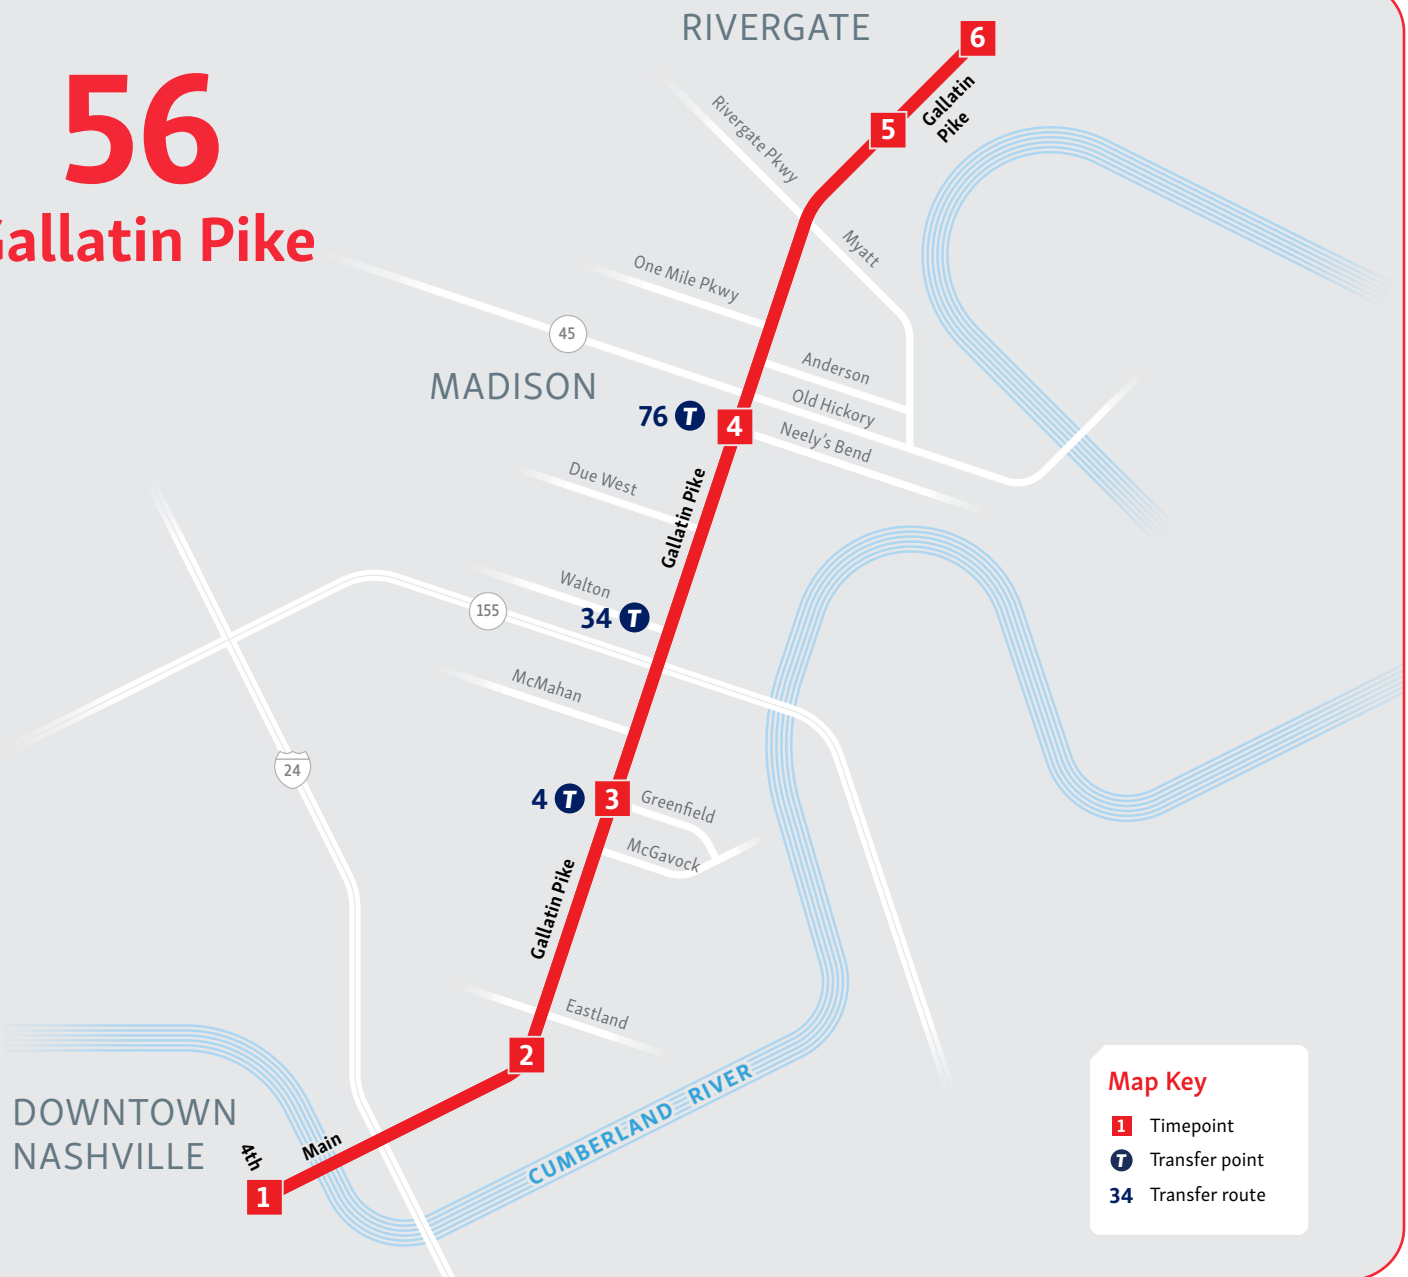 RIVERGATE
6
56
Gallatin Pike
Rivergate Pkwy
5
Gallatin
Pike
Myatt
One Mile Pkwy
45
MADISON
Anderson
Old Hickory
76 T
4
Neely's Bend
Due West
Gallatin Pike
Walton
34 T
155
McMahan
24
4 T
3
Greenfield
McGavock
Gallatin Pike
Eastland
2
CUMBERLAND RIVER
DOWNTOWN
NASHVILLE
4th
Main
1
Map Key
1 Timepoint
T Transfer point
34 Transfer route